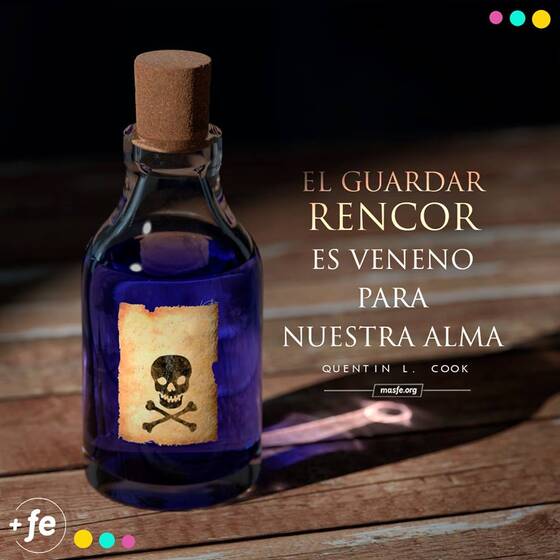 EL GUARDAR
RENCOR
ES VENENO
PARA
NUESTRA ALMA
QUENTIN L. COOK
masfe.org
+fe